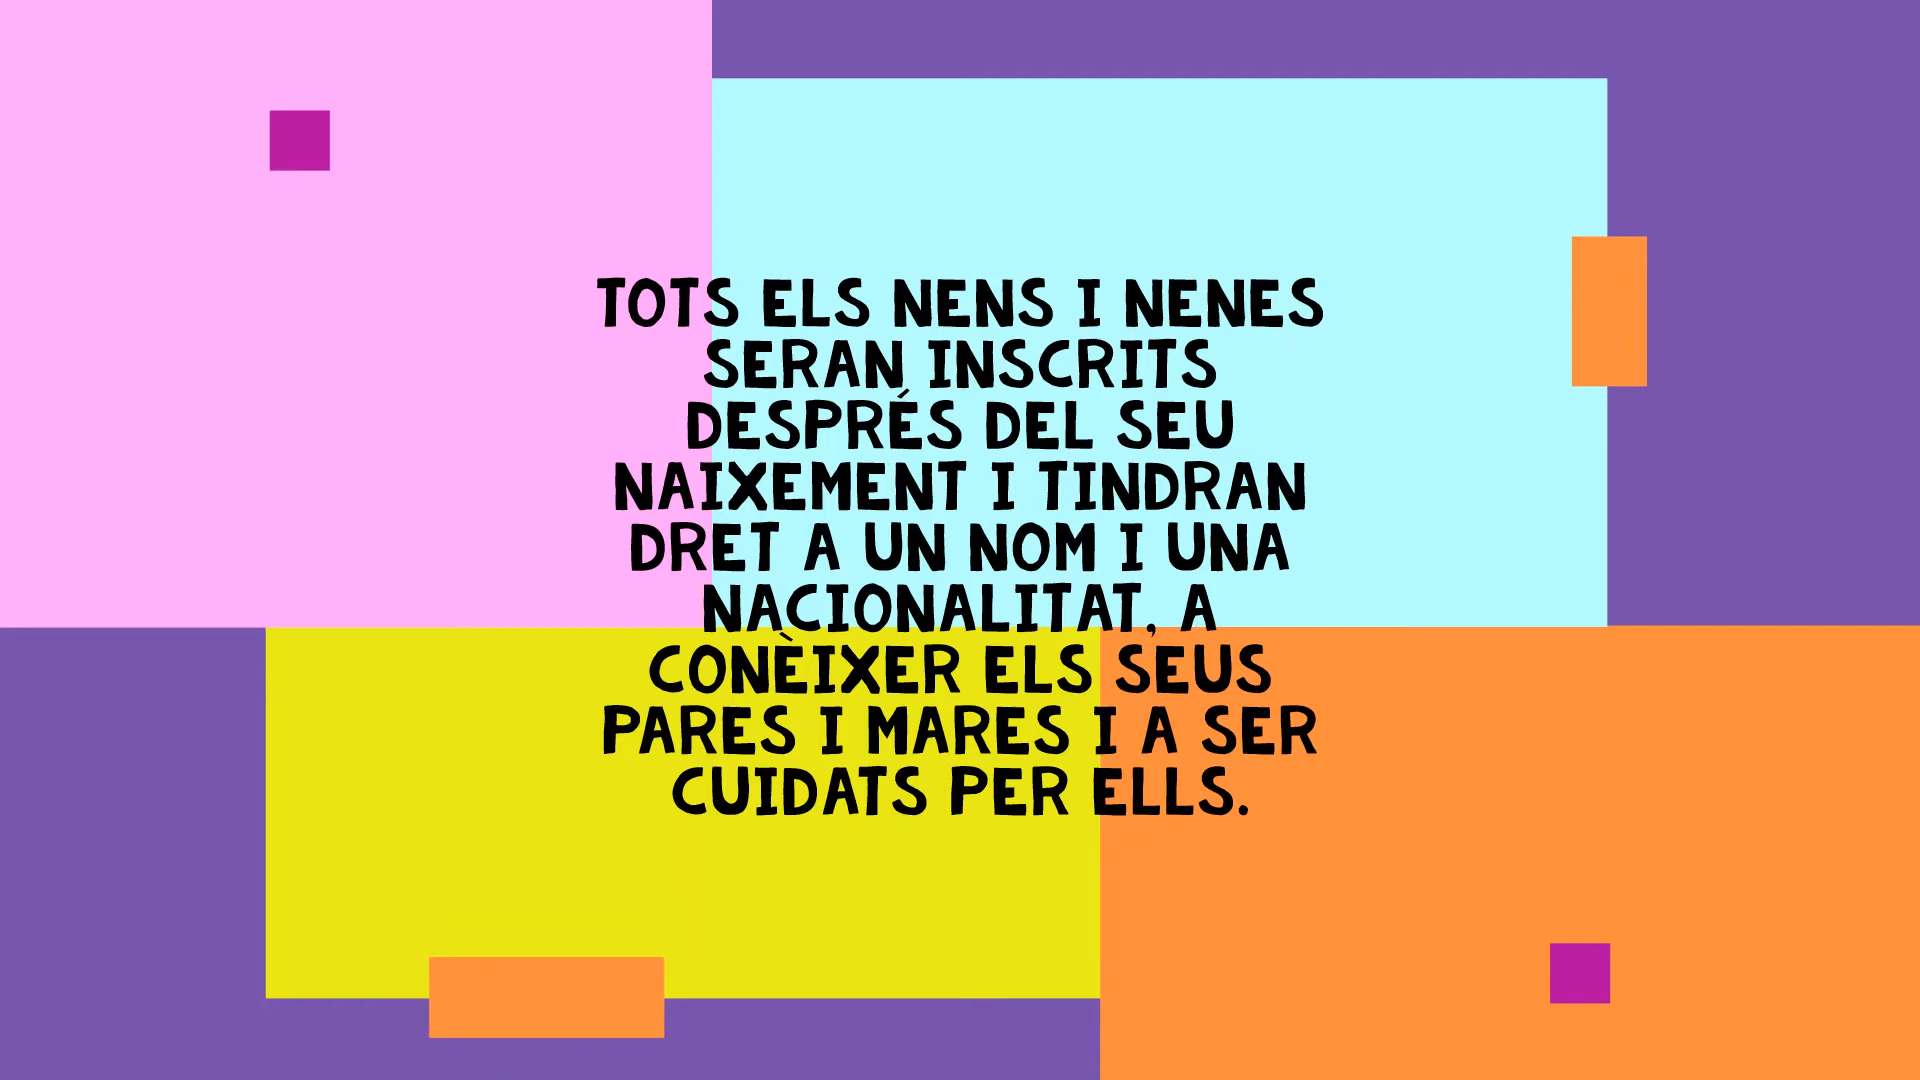 TOTS ELS NENS I NENES
SERAN INSCRITS
DESPRÉS DEL SEU
NAIXEMENT I TINDRAN
DRET A UN NOM I UNA
NACIONALITAT, A
CONÈIXER ELS SEUS
PARES I MARES I A SER
CUIDATS PER ELLS.